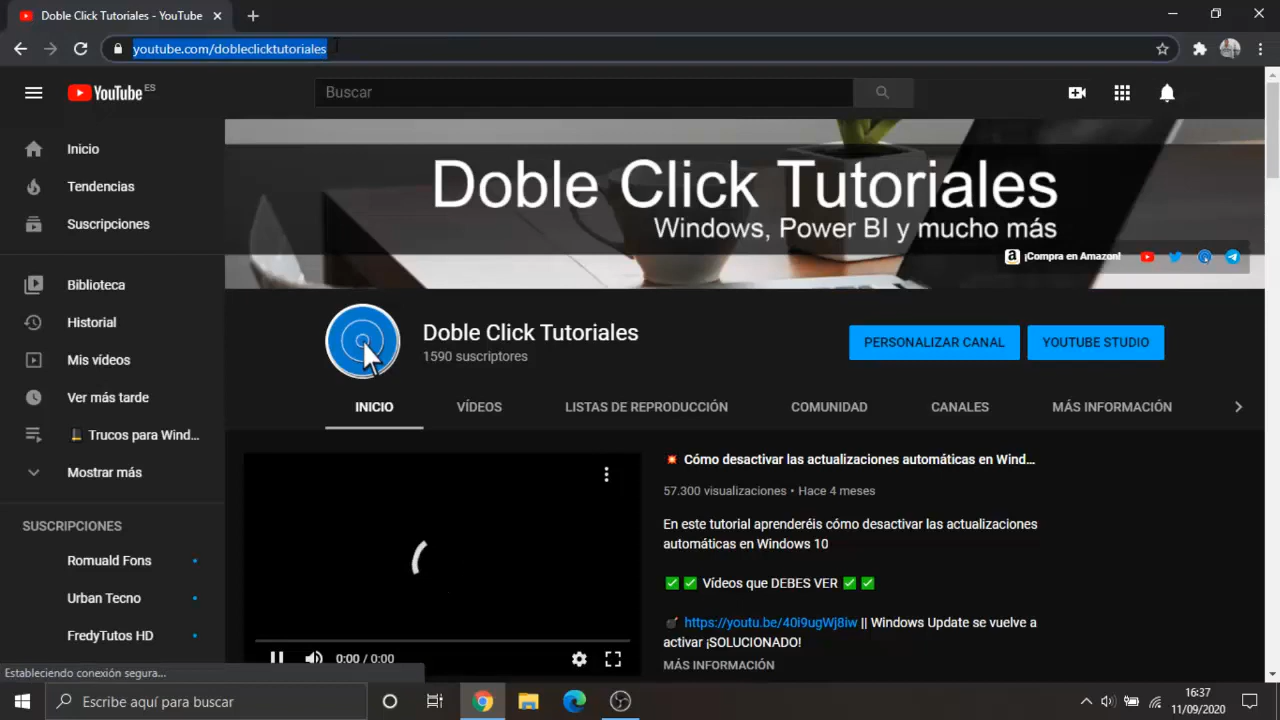 Doble Click Tutoriales - YouTube
youtube.com/dobleclicktutoriales
YouTube ES
Buscar
Inicio
Tendencias
Suscripciones
Biblioteca
Historial
Mis vídeos
Ver más tarde
Trucos para Wind...
Mostrar más
SUSCRIPCIONES
Romuald Fons
Urban Tecno
FredyTutos HD
Doble Click Tutoriales
Windows, Power BI y mucho más
¡Compra en Amazon!
Doble Click Tutoriales
1590 suscriptores
PERSONALIZAR CANAL
YOUTUBE STUDIO
INICIO
VÍDEOS
LISTAS DE REPRODUCCIÓN
COMUNIDAD
CANALES
MÁS INFORMACIÓN
0:00 / 0:00
Cómo desactivar las actualizaciones automáticas en Wind...
57.300 visualizaciones • Hace 4 meses
En este tutorial aprenderéis cómo desactivar las actualizaciones
automáticas en Windows 10
✅ ✅ Vídeos que DEBES VER ✅ ✅
https://youtu.be/40i9ugWj8iw || Windows Update se vuelve a
activar ¡SOLUCIONADO!
MÁS INFORMACIÓN
Estableciendo conexión segura...
Escribe aquí para buscar
16:37
11/09/2020